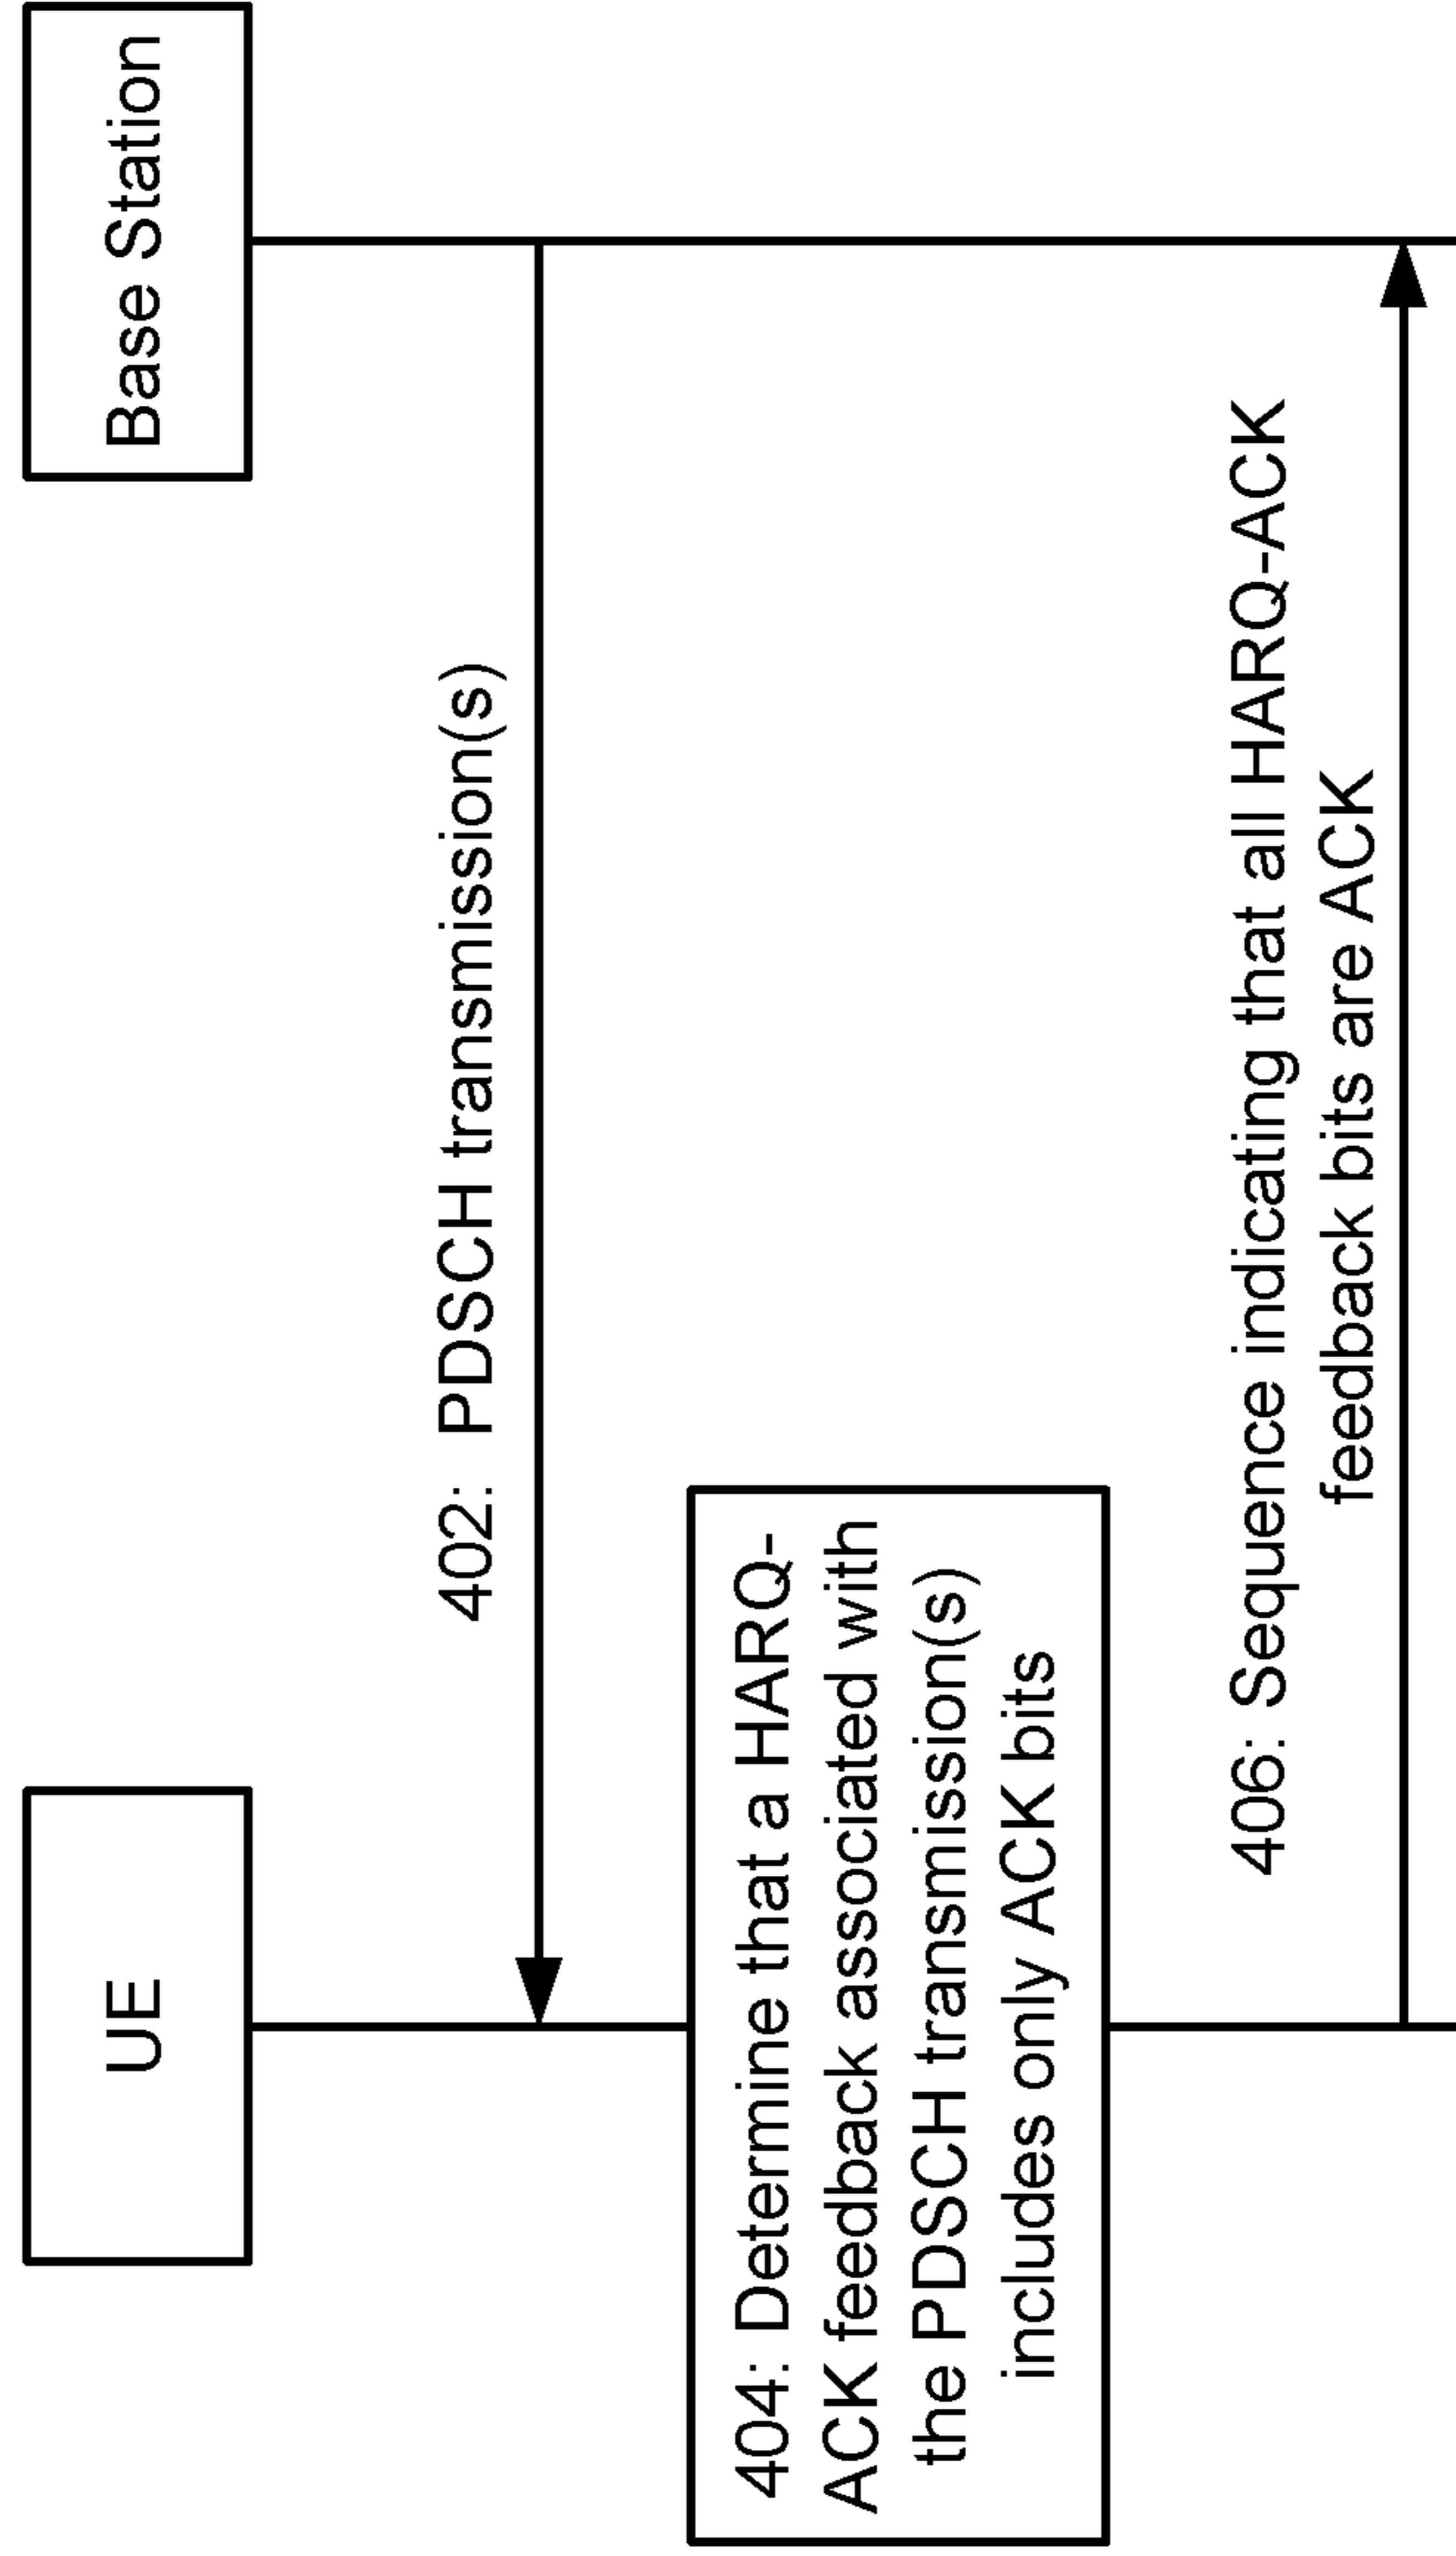 UE
Base Station
402: PDSCH transmission(s)
404: Determine that a HARQ-
ACK feedback associated with
the PDSCH transmission(s)
includes only ACK bits
406: Sequence indicating that all HARQ-ACK
feedback bits are ACK